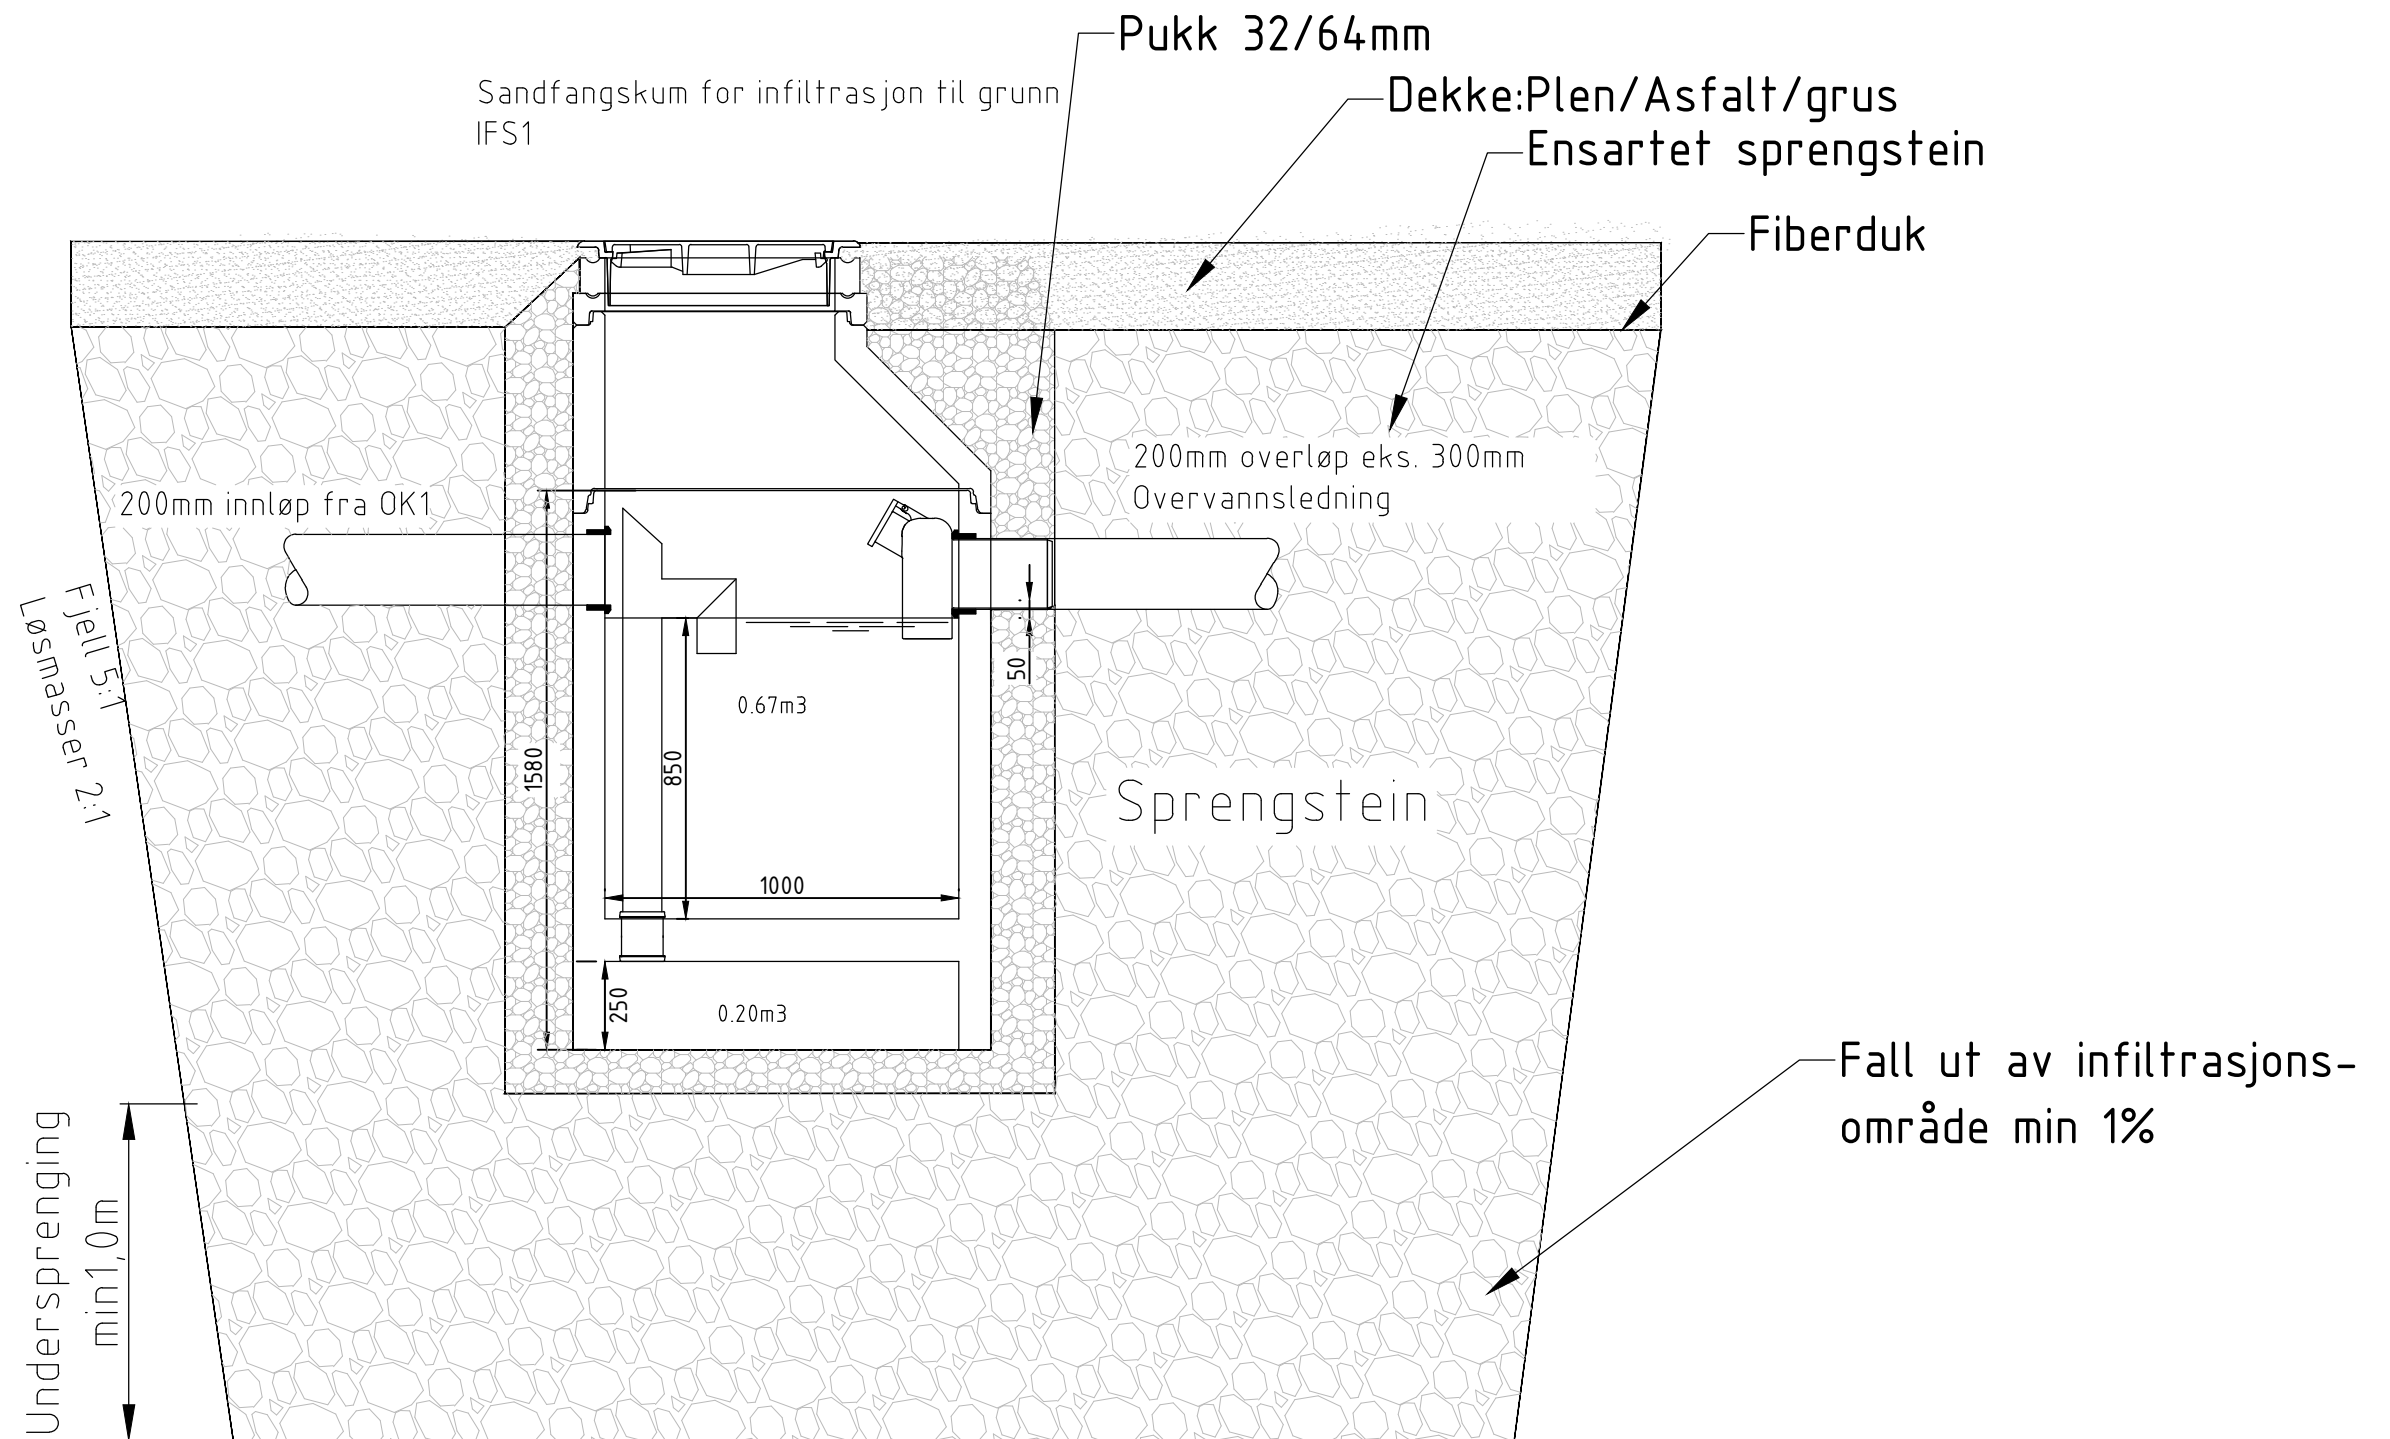 Pukk 32/64mm
Sandfangskum for infiltrasjon til grunn
IFS1
Dekke:Plen/Asfalt/grus
Ensartet sprengstein
Fiberduk
200mm overløp eks. 300mm
Overvannsledning
200mm innløp fra OK1
Fjell 5:1
Løsmasser 2:1
50
0.67m3
1580
850
Sprengstein
1000
250
0.20m3
Fall ut av infiltrasjons-
område min 1%
Undersprenging
min1,0m